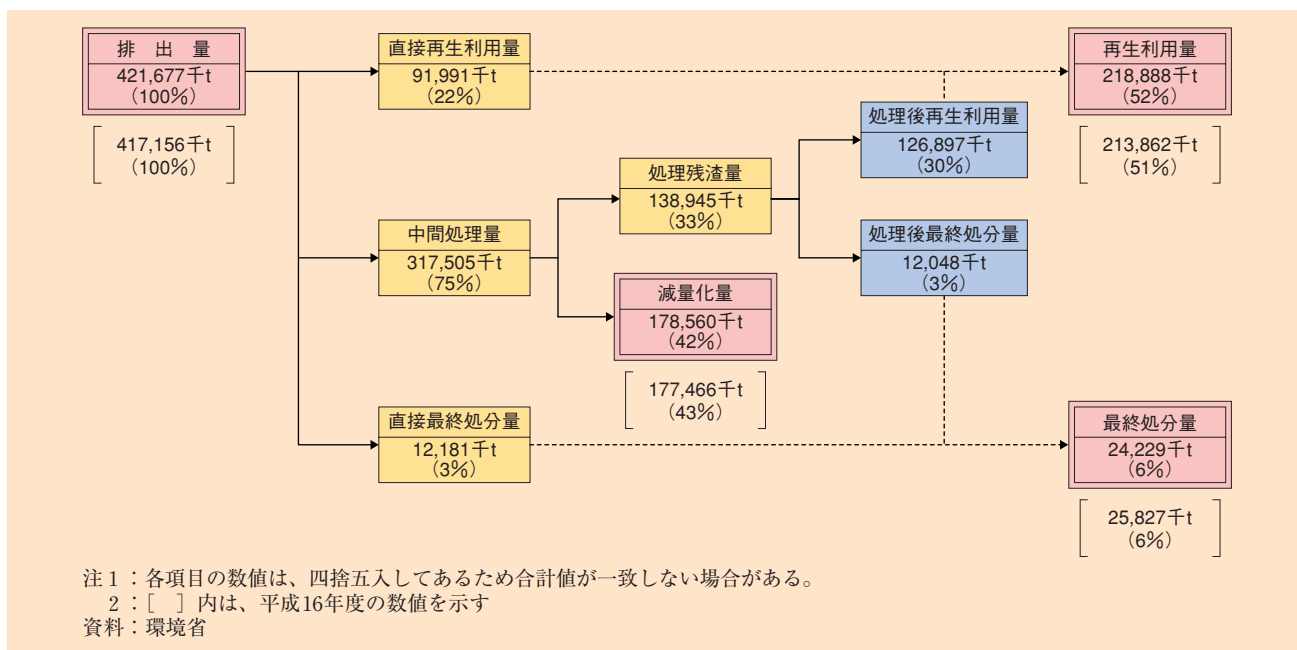 排 出 量
421,677千t
(100%)
[417,156千t
(100%)]
直接再生利用量
91,991千t
(22%)
中間処理量
317,505千t
(75%)
直接最終処分量
12,181千t
(3%)
処理残渣量
138,945千t
(33%)
減量化量
178,560千t
(42%)
[177,466千t
(43%)]
処理後再生利用量
126,897千t
(30%)
処理後最終処分量
12,048千t
(3%)
再生利用量
218,888千t
(52%)
[213,862千t
(51%)]
最終処分量
24,229千t
(6%)
[25,827千t
(6%)]
注1：各項目の数値は、四捨五入してあるため合計値が一致しない場合がある。
2：[　]内は、平成16年度の数値を示す
資料：環境省